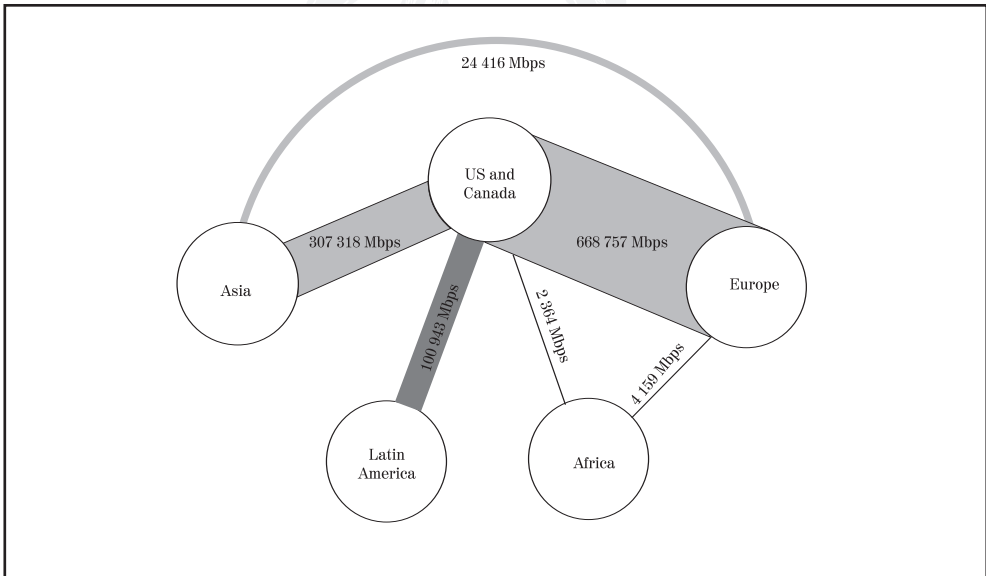 24 416 Mbps
US and
Canada
307 318 Mbps
668 757 Mbps
Asia
Europe
100 943 Mbps
2 364 Mbps
4 159 Mbps
Latin
America
Africa